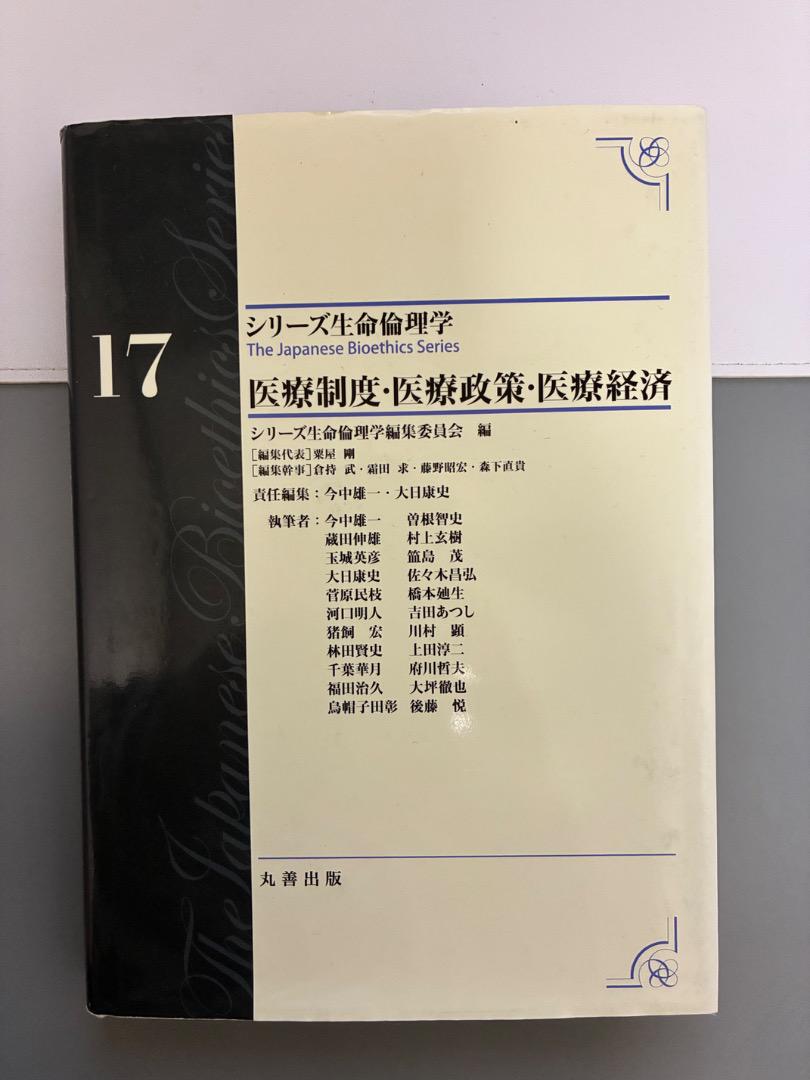 17
シリーズ生命倫理学
The Japanese Bioethics Series
医療制度・医療政策・医療経済
シリーズ生命倫理学編集委員会 編
[編集代表]粟屋 剛
[編集幹事]倉持 武・霜田 求・藤野昭宏・森下直貴
責任編集：今中雄一・大日康史
執筆者：今中雄一 曽根智史
蔵田伸雄 村上玄樹
玉城英彦 筒島 茂
大日康史 佐々木昌弘
菅原民枝 橋本廸生
河口明人 吉田あつし
猪飼 宏 川村 顕
林田賢史 上田淳二
千葉華月 府川哲夫
福田治久 大坪徹也
烏帽子田彰 後藤 悦
丸善出版
The Japanese Bioethics Series